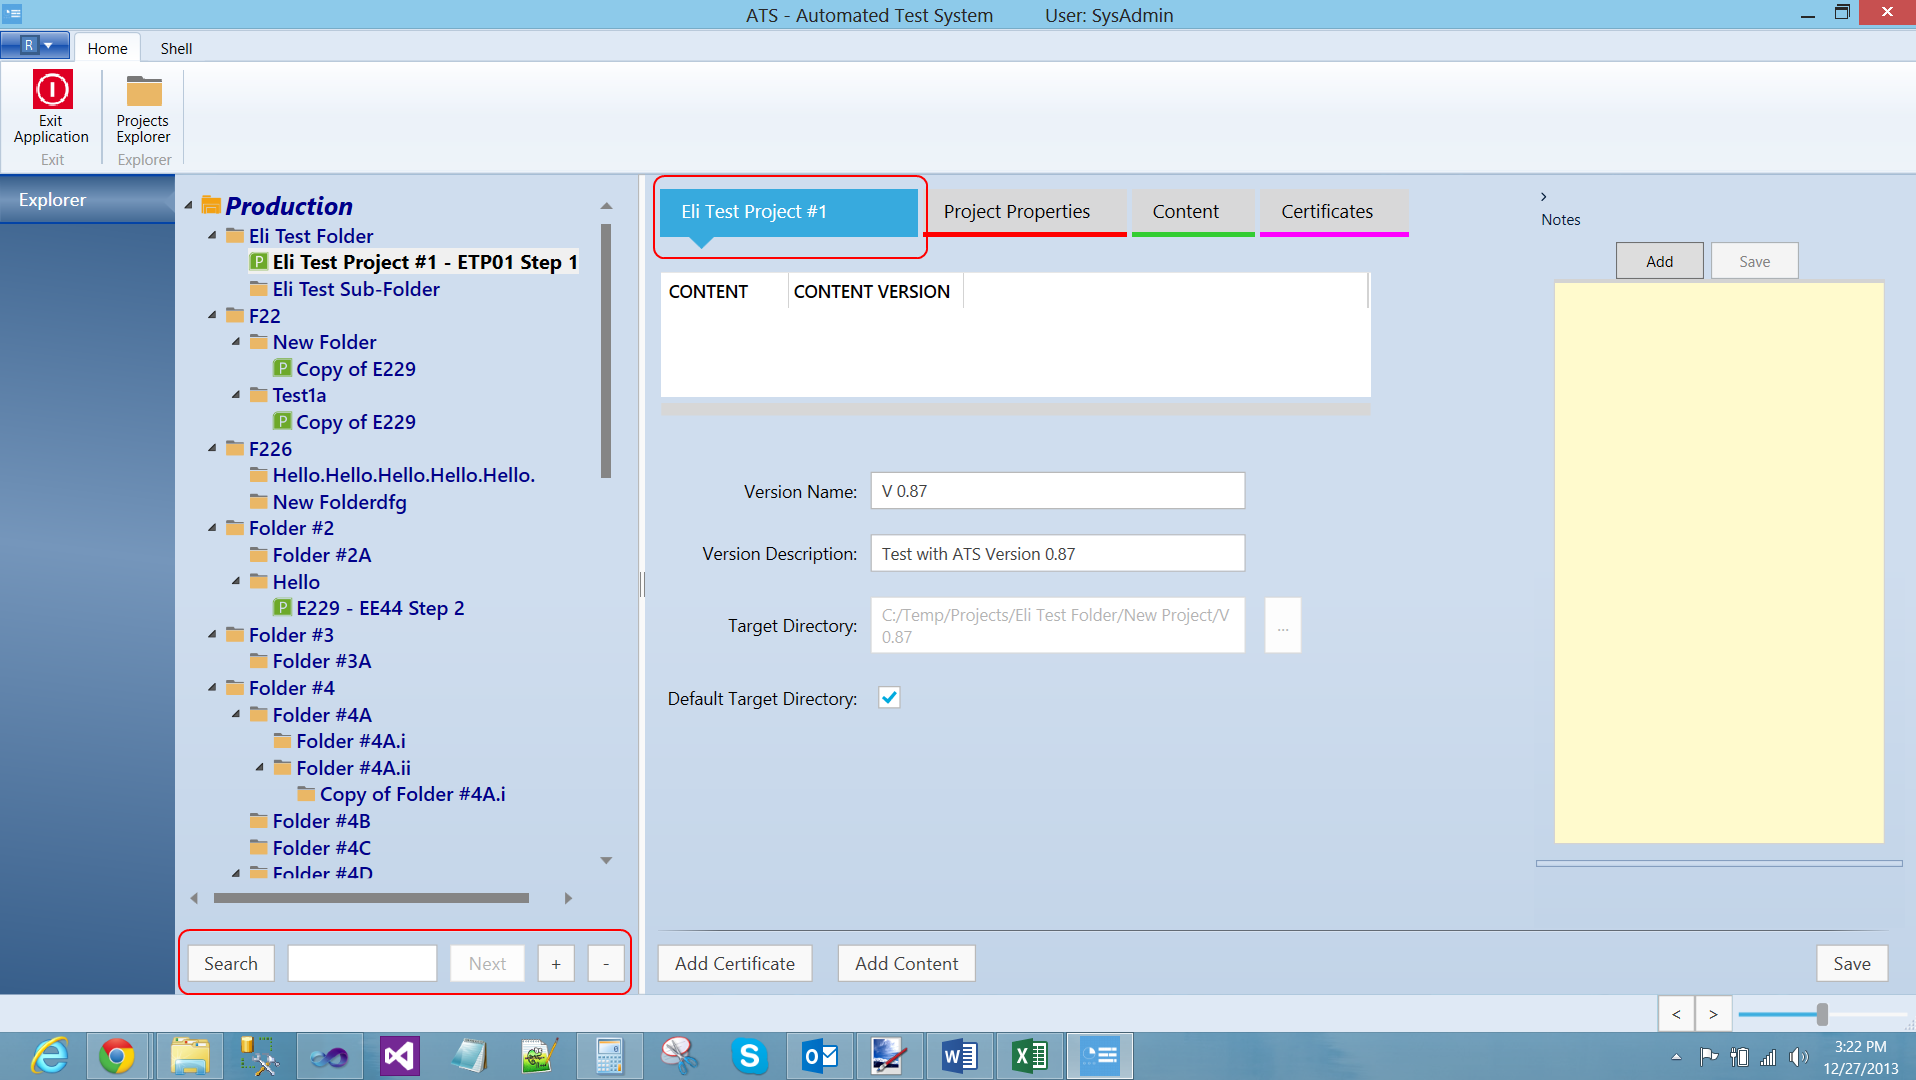 ATS - Automated Test System User: SysAdmin
R
Home Shell
Exit Application
Projects Explorer
Exit Explorer
Explorer
Production
Eli Test Folder
P Eli Test Project #1 - ETP01 Step 1
Eli Test Sub-Folder
F22
New Folder
P Copy of E229
Test1a
P Copy of E229
F226
Hello.Hello.Hello.Hello.Hello.
New Folderdfg
Folder #2
Folder #2A
Hello
P E229 - EE44 Step 2
Folder #3
Folder #3A
Folder #4
Folder #4A
Folder #4A.i
Folder #4A.ii
Copy of Folder #4A.i
Folder #4B
Folder #4C
Folder #4D
Search Next + -
Eli Test Project #1 Project Properties Content Certificates
CONTENT CONTENT VERSION
Version Name: V 0.87
Version Description: Test with ATS Version 0.87
Target Directory: C:/Temp/Projects/Eli Test Folder/New Project/V
0.87
...
Default Target Directory:
Add Certificate Add Content Save
>
Notes
Add Save
< >
3:22 PM
12/27/2013